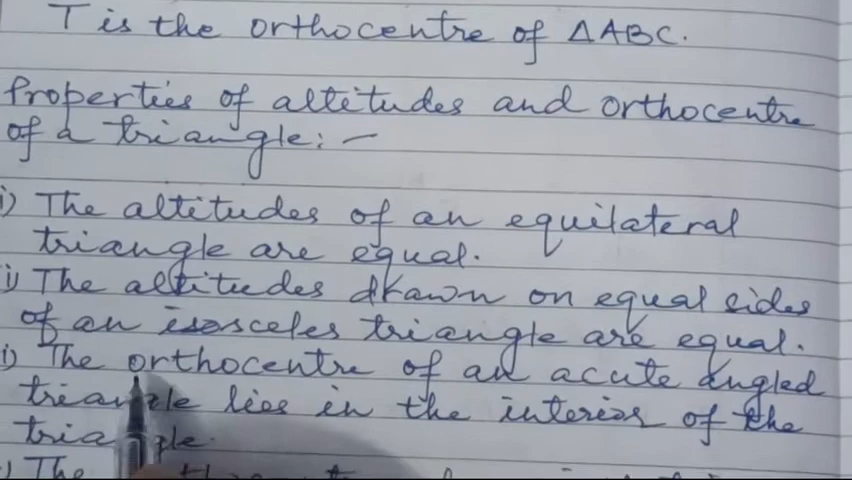 T is the orthocentre of ΔABC.
Properties of altitudes and orthocentre
of a triangle: —
i) The altitudes of an equilateral
triangle are equal.
i) The altitudes drawn on equal sides
of an isosceles triangle are equal.
i) The orthocentre of an acute angled
triangle lies in the interior of the
triangle.
) The